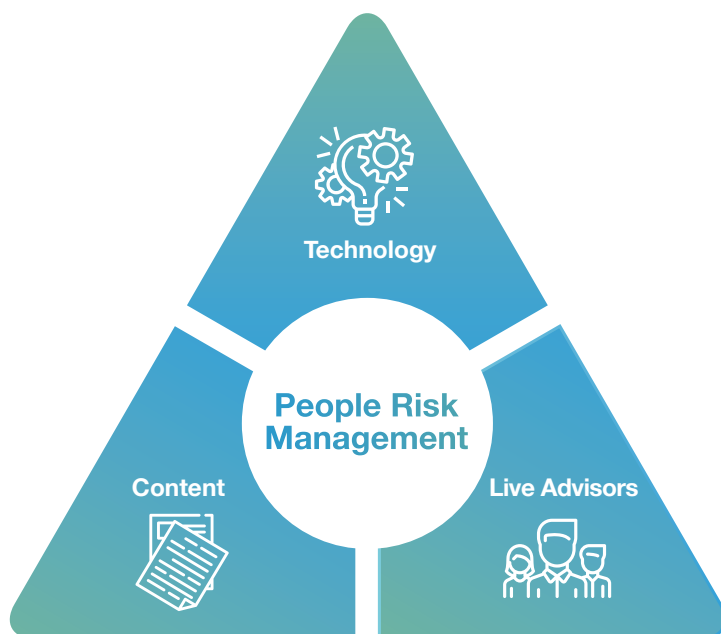 Technology
People Risk
Management
Content
Live Advisors